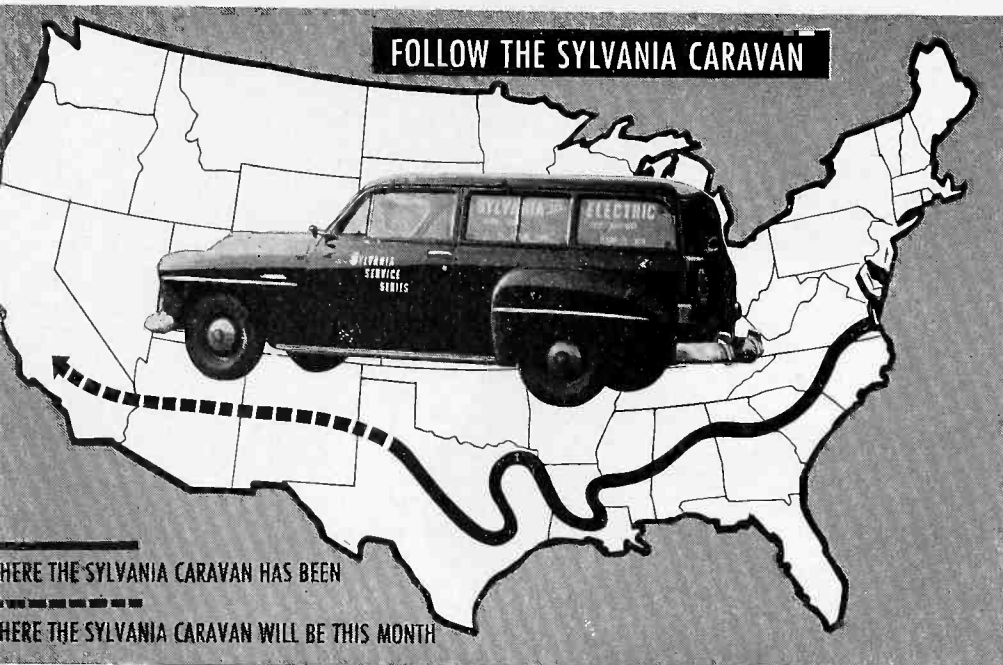 FOLLOW THE SYLVANIA CARAVAN
SYLVANIA ELECTRIC
SYLVANIA
SERVICE
SERIES
HERE THE SYLVANIA CARAVAN HAS BEEN
HERE THE SYLVANIA CARAVAN WILL BE THIS MONTH